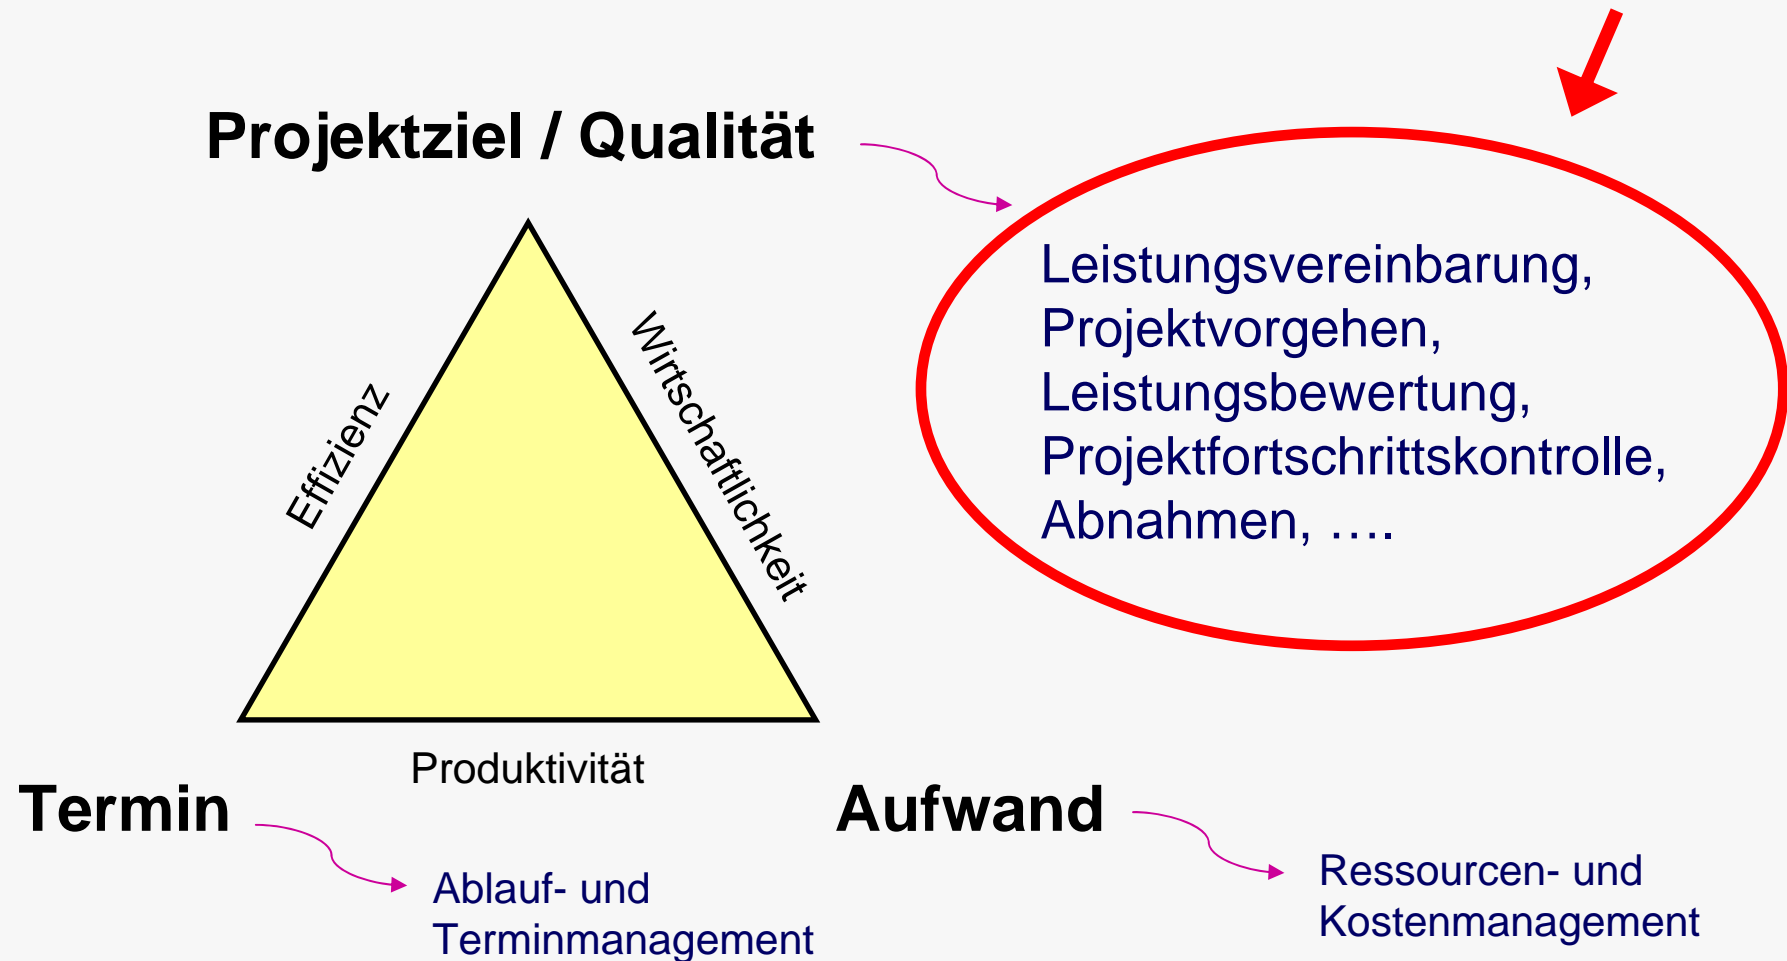 Projektziel / Qualität
Leistungsvereinbarung,
Projektvorgehen,
Leistungsbewertung,
Projektfortschrittskontrolle,
Abnahmen, ….
Effizienz
Wirtschaftlichkeit
Produktivität
Termin
Aufwand
Ablauf- und
Terminmanagement
Ressourcen- und
Kostenmanagement